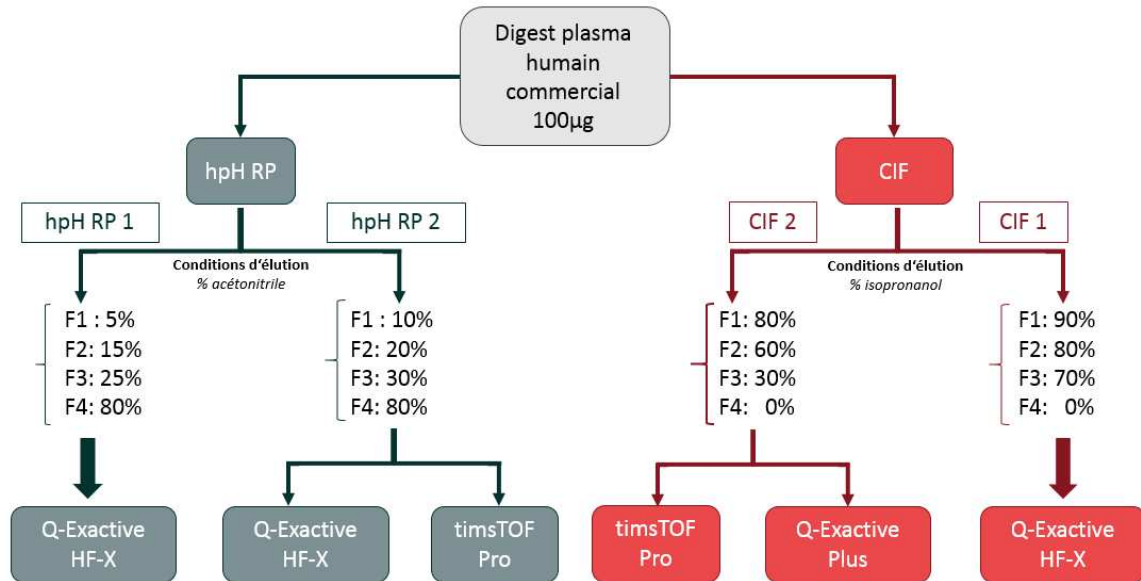 Digest plasma
humain
commercial
100µg
hpH RP
CIF
hpH RP 1
hpH RP 2
CIF 2
CIF 1
Conditions d‘élution
% acétonitrile
Conditions d‘élution
% isopronanol
F1 : 5%
F2: 15%
F3: 25%
F4: 80%
F1 : 10%
F2: 20%
F3: 30%
F4: 80%
F1: 80%
F2: 60%
F3: 30%
F4: 0%
F1: 90%
F2: 80%
F3: 70%
F4: 0%
Q-Exactive
HF-X
Q-Exactive
HF-X
timsTOF
Pro
timsTOF
Pro
Q-Exactive
Plus
Q-Exactive
HF-X